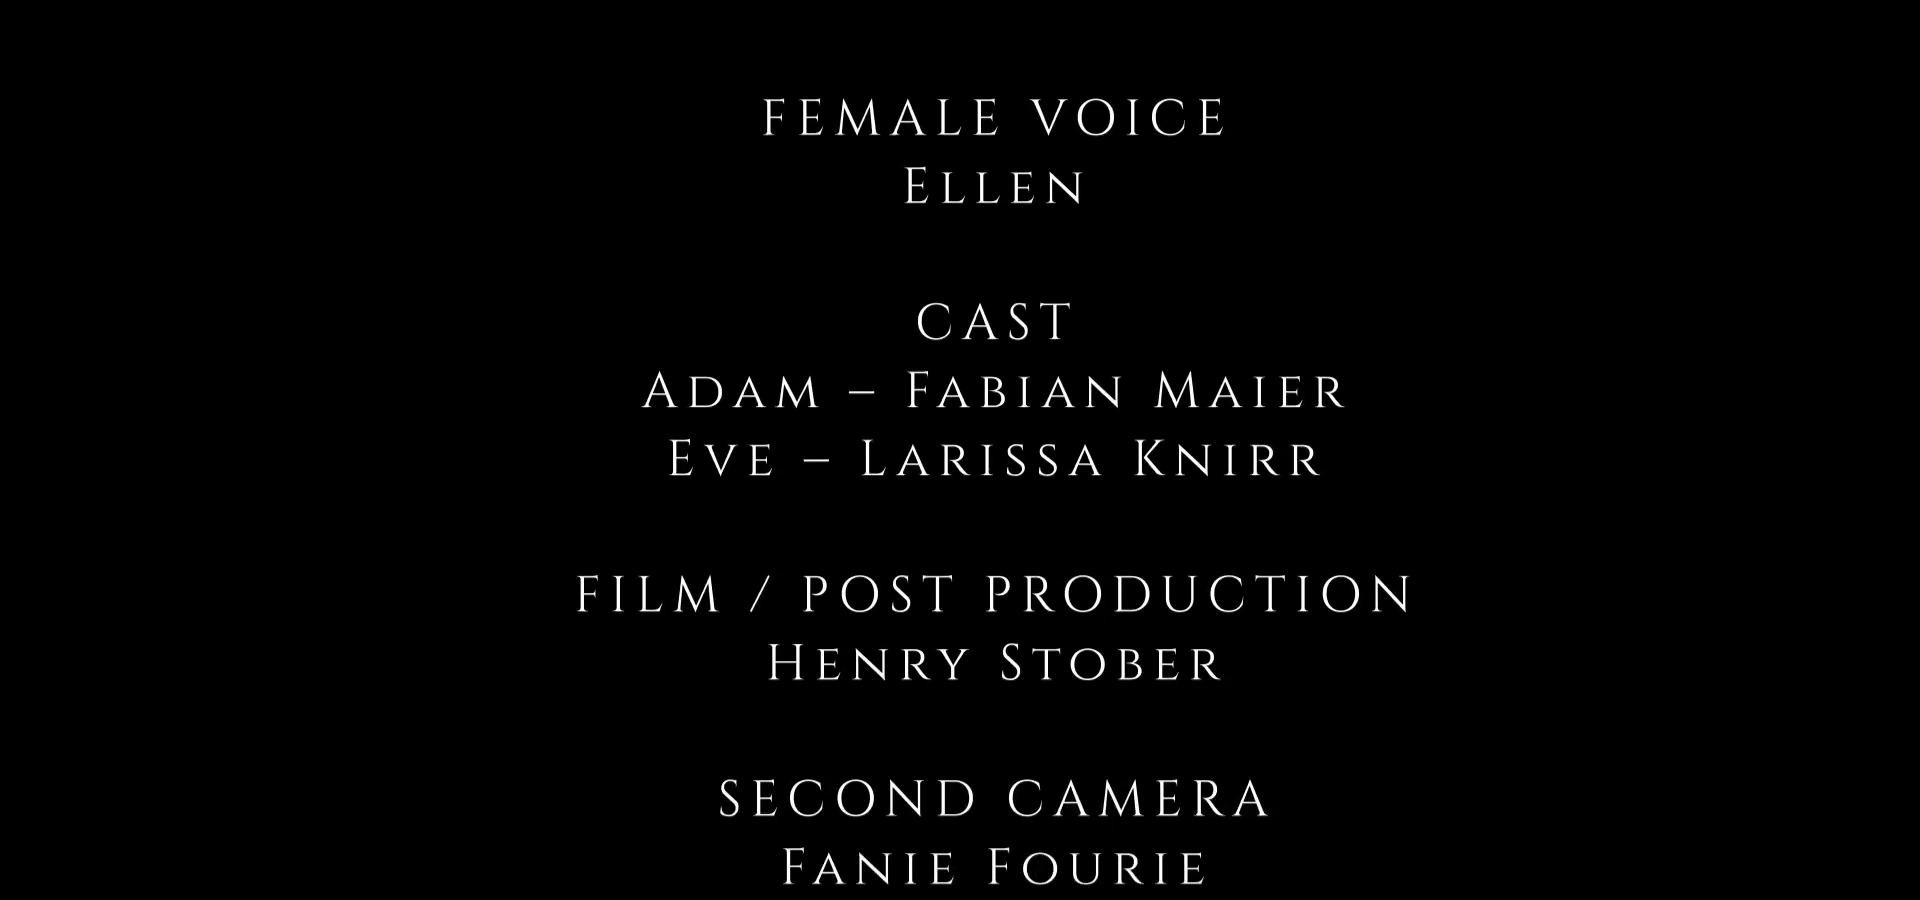 FEMALE VOICE
Ellen
CAST
Adam – Fabian Maier
Eve – Larissa Knirr
FILM / POST PRODUCTION
Henry Stober
SECOND CAMERA
Fanie Fourie